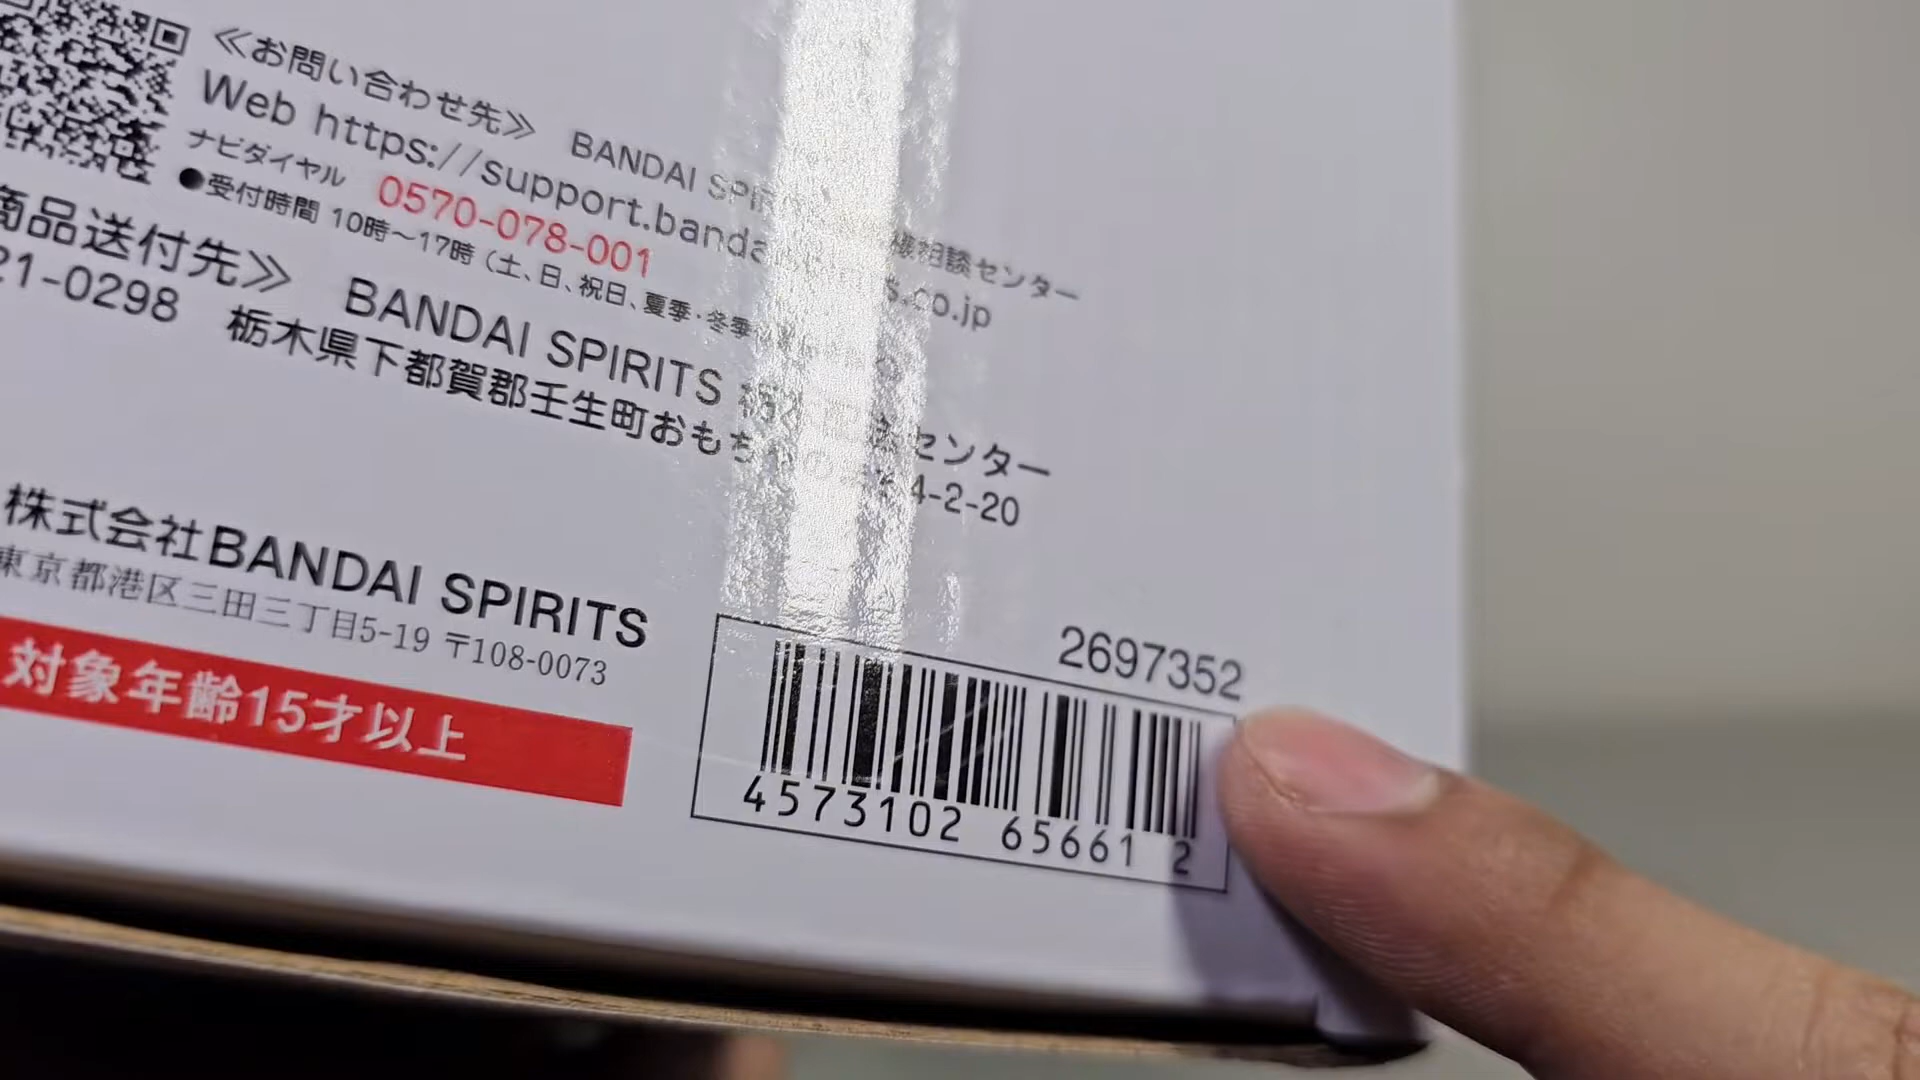 ≪お問い合わせ先≫ BANDAI SPI 相談センター
Web https://support.banda s.co.jp
ナビダイヤル 0570-078-001
●受付時間 10時～17時 (土、日、祝日、夏季・冬季
商品送付先≫ BANDAI SPIRITS センター
21-0298 栃木県下都賀郡壬生町おもち 4-2-20
株式会社BANDAI SPIRITS
東京都港区三田三丁目5-19 〒108-0073
対象年齢15才以上
2697352
4573102 65661 2